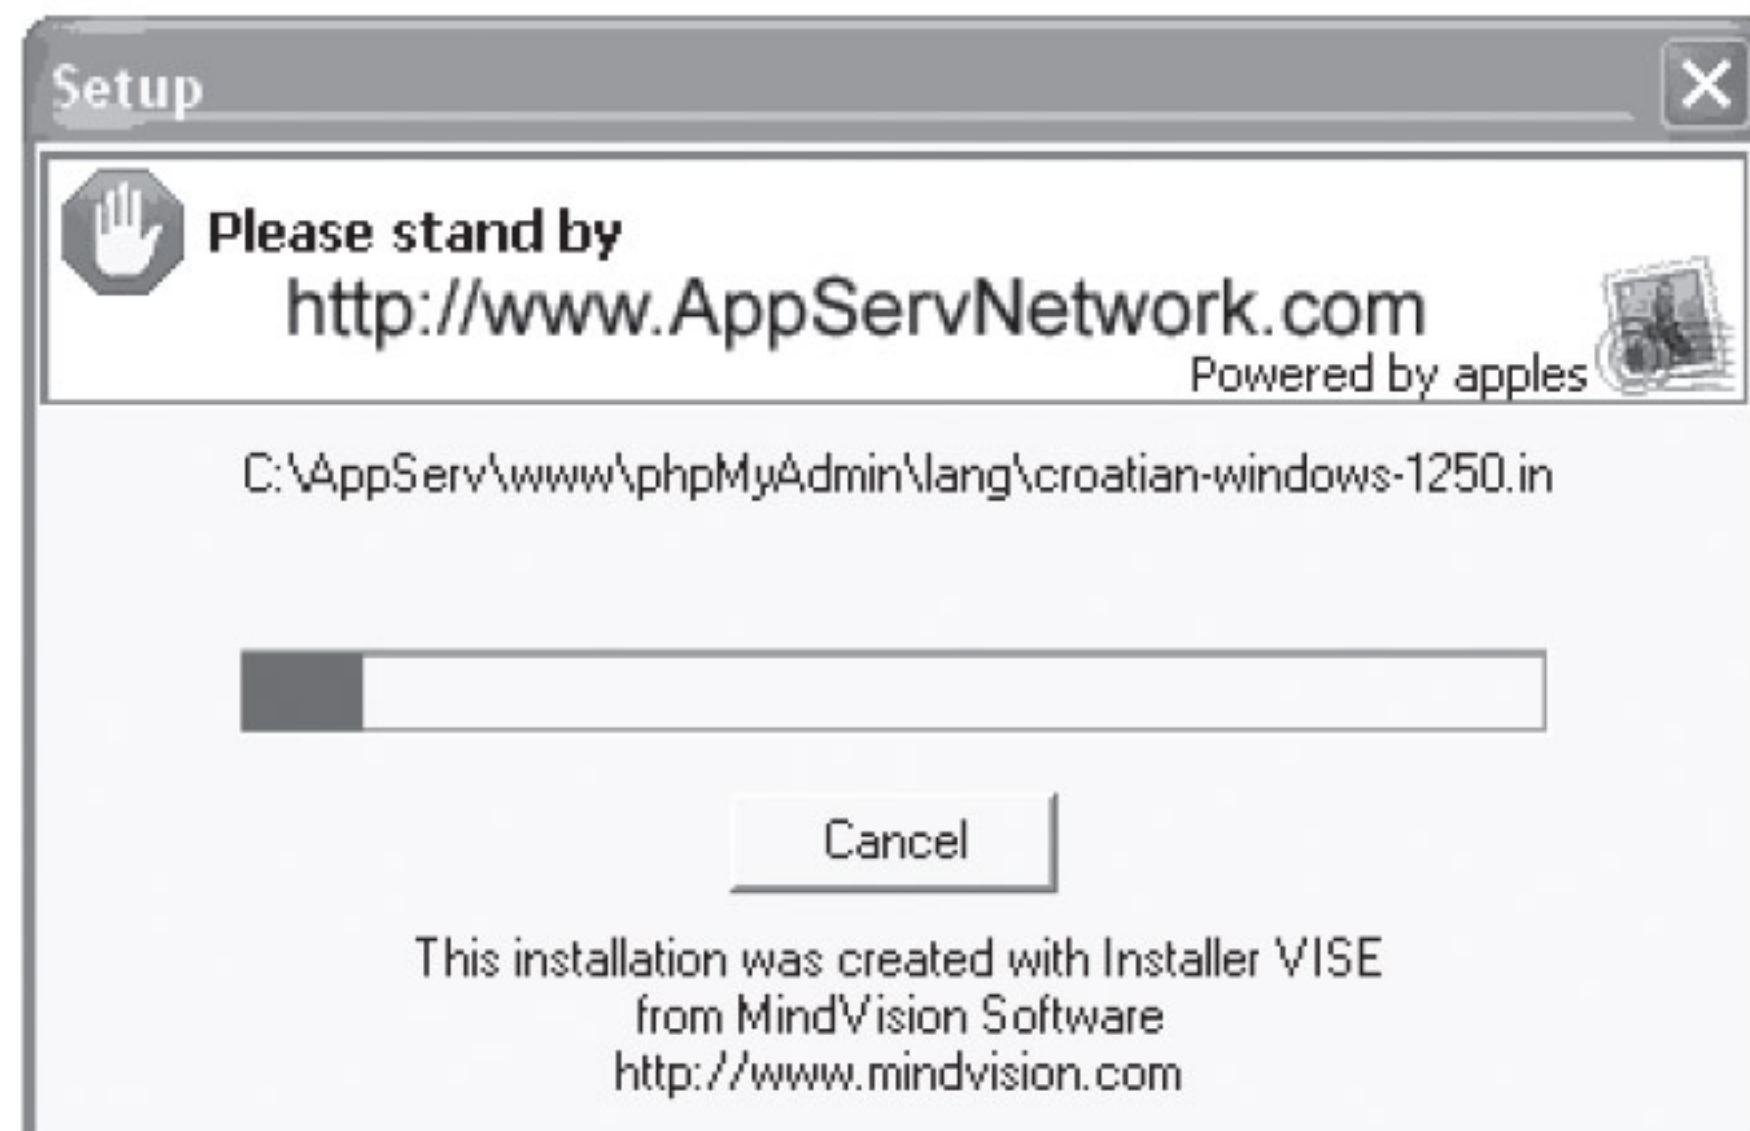 Setup
Please stand by
http://www.AppServNetwork.com
Powered by apples
C:\AppServ\www\phpMyAdmin\lang\croatian-windows-1250.in
Cancel
This installation was created with Installer VISE
from MindVision Software
http://www.mindvision.com